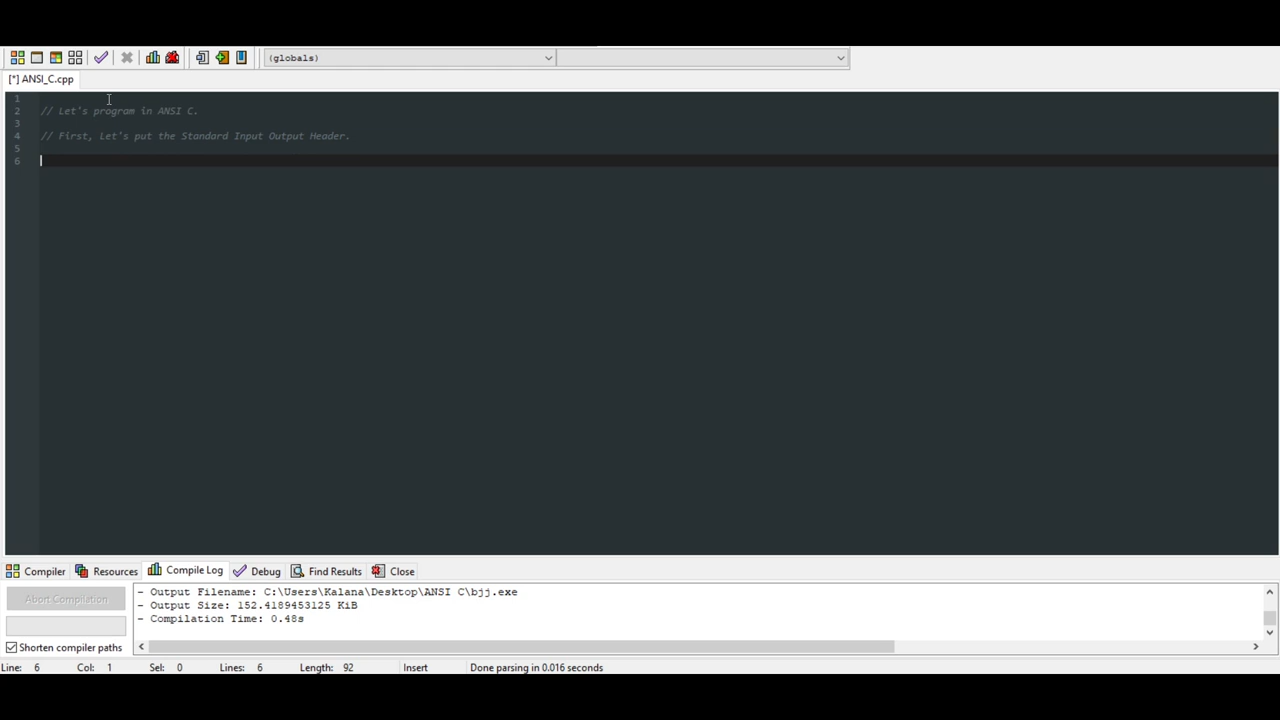 (globals)
[*] ANSI_C.cpp
1
2 // Let's program in ANSI C.
3
4 // First, Let's put the Standard Input Output Header.
5
6
Compiler Resources Compile Log Debug Find Results Close
Abort Compilation
Shorten compiler paths
- Output Filename: C:\Users\Kalana\Desktop\ANSI C\bjj.exe
- Output Size: 152.4189453125 KiB
- Compilation Time: 0.48s
Line: 6 Col: 1 Sel: 0 Lines: 6 Length: 92 Insert Done parsing in 0.016 seconds